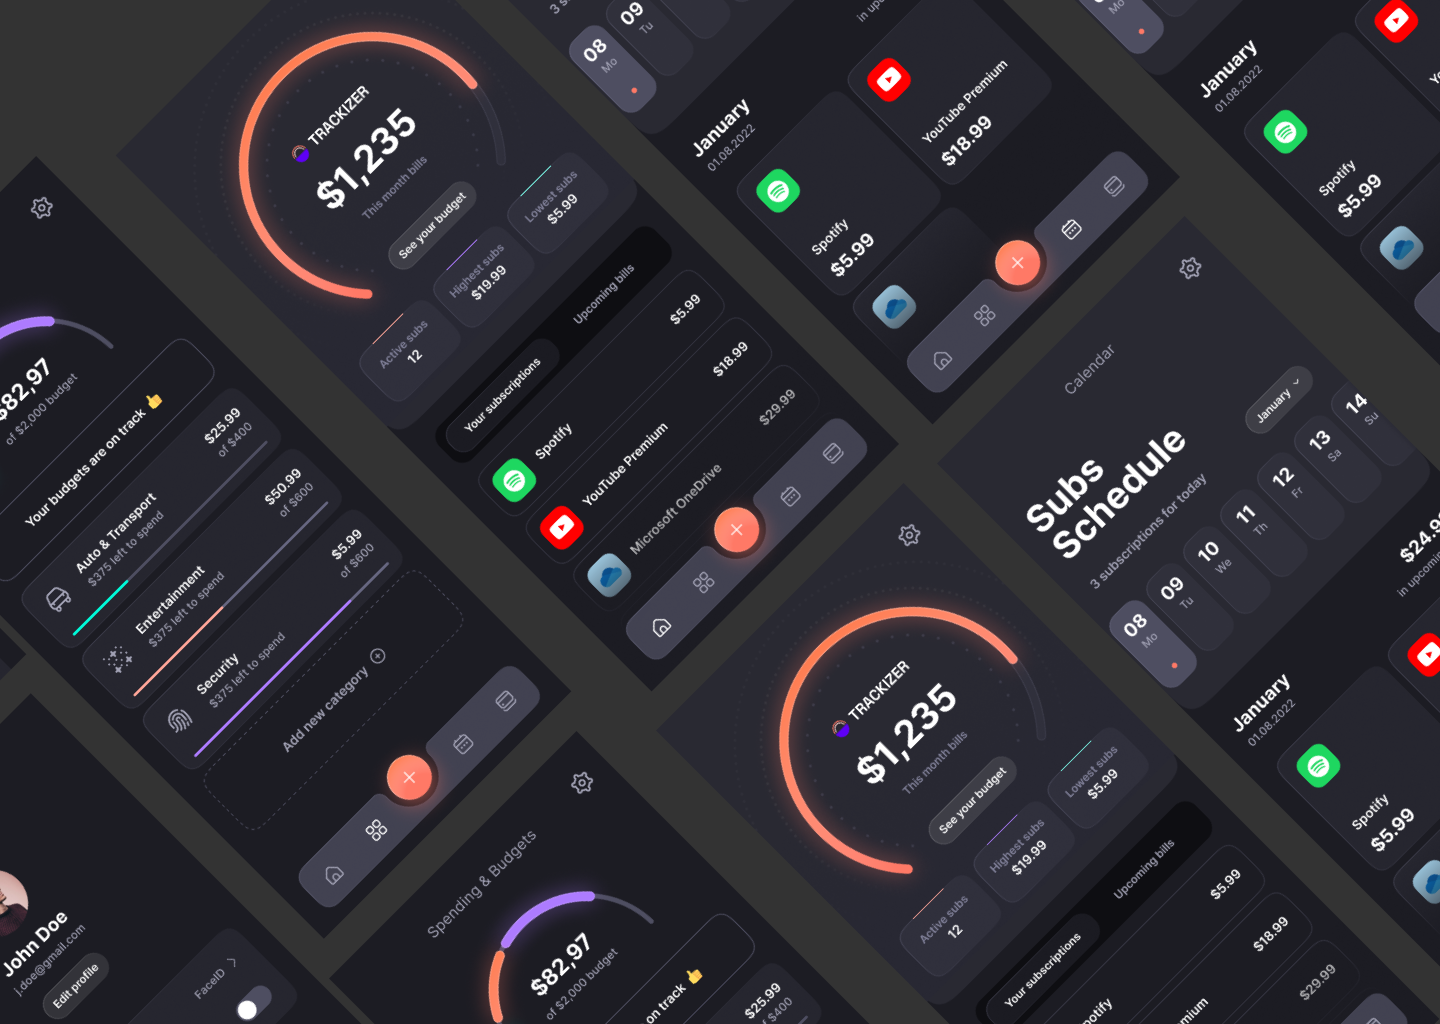 $82,97
of $2,000 budget
Your budgets are on track 👍
Auto & Transport
$375 left to spend
$25.99
of $400
Entertainment
$375 left to spend
$50.99
of $600
Security
$375 left to spend
$5.99
of $600
Add new category
TRACKIZER
$1,235
This month bills
See your budget
Active subs
12
Highest subs
$19.99
Lowest subs
$5.99
Your subscriptions
Upcoming bills
Spotify
$5.99
YouTube Premium
$18.99
Microsoft OneDrive
$29.99
08
Mo
09
Tu
January
01.08.2022
in upco
Spotify
$5.99
YouTube Premium
$18.99
Mo
January
01.08.2022
Spotify
$5.99
Calendar
Subs
Schedule
3 subscriptions for today
January
08
Mo
09
Tu
10
We
11
Th
12
Fr
13
Sa
14
Su
January
01.08.2022
$24.9
in upcoming
Spotify
$5.99
John Doe
j.doe@gmail.com
Edit profile
FaceID
Spending & Budgets
$82,97
of $2,000 budget
on track 👍
$25.99
of $400
TRACKIZER
$1,235
This month bills
See your budget
Active subs
12
Highest subs
$19.99
Lowest subs
$5.99
Your subscriptions
Upcoming bills
potify
$5.99
mium
$18.99
$29.99